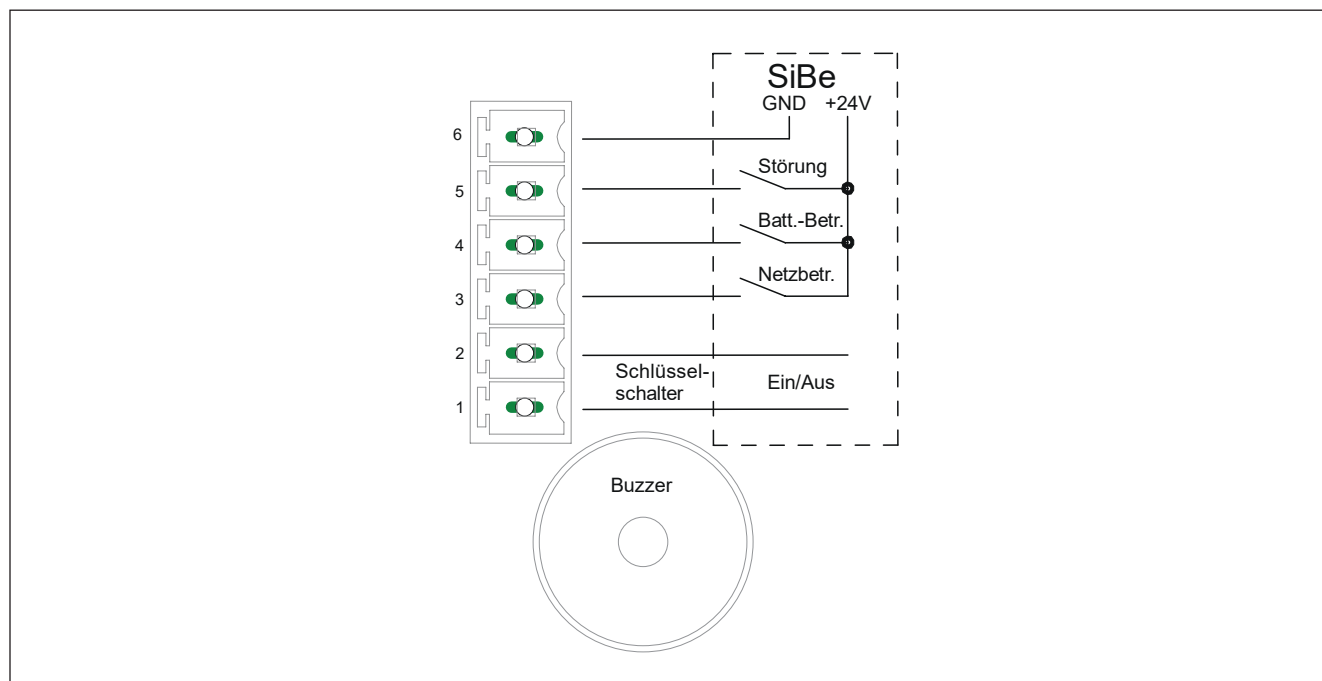 SiBe
GND +24V
6
Störung
5
Batt.-Betr.
4
Netzbetr.
3
2
Schlüssel-
schalter
Ein/Aus
1
Buzzer